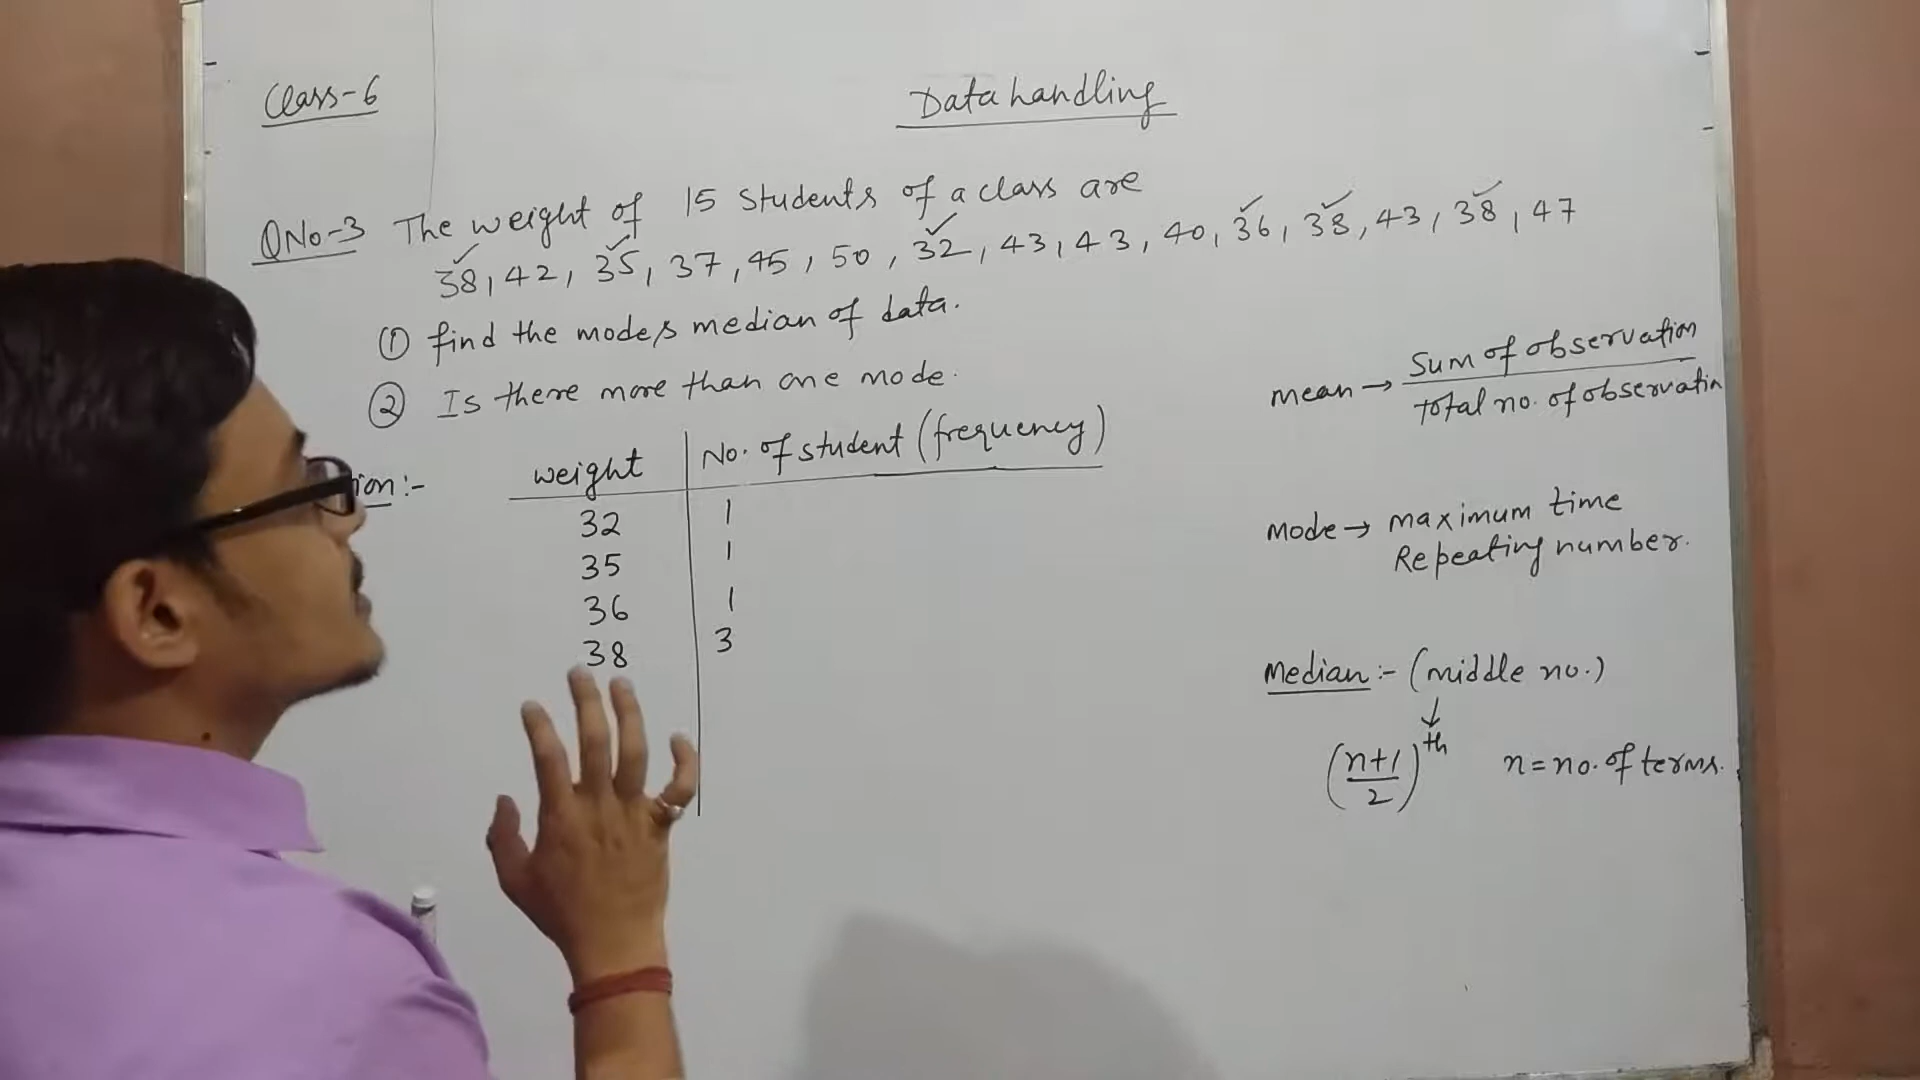 Class-6
Data handling
QNo-3 The weight of 15 students of a class are
38, 42, 35, 37, 45, 50, 32, 43, 43, 40, 36, 38, 43, 38, 47
① find the mode & median of data.
② Is there more than one mode.
ion:-
weight No. of student (frequency)
32 1
35 1
36 1
38 3
mean → Sum of observation
total no. of observatin
mode → maximum time
Repeating number.
Median:- (middle no.)
↓
(n+1/2)th n = no. of terms.